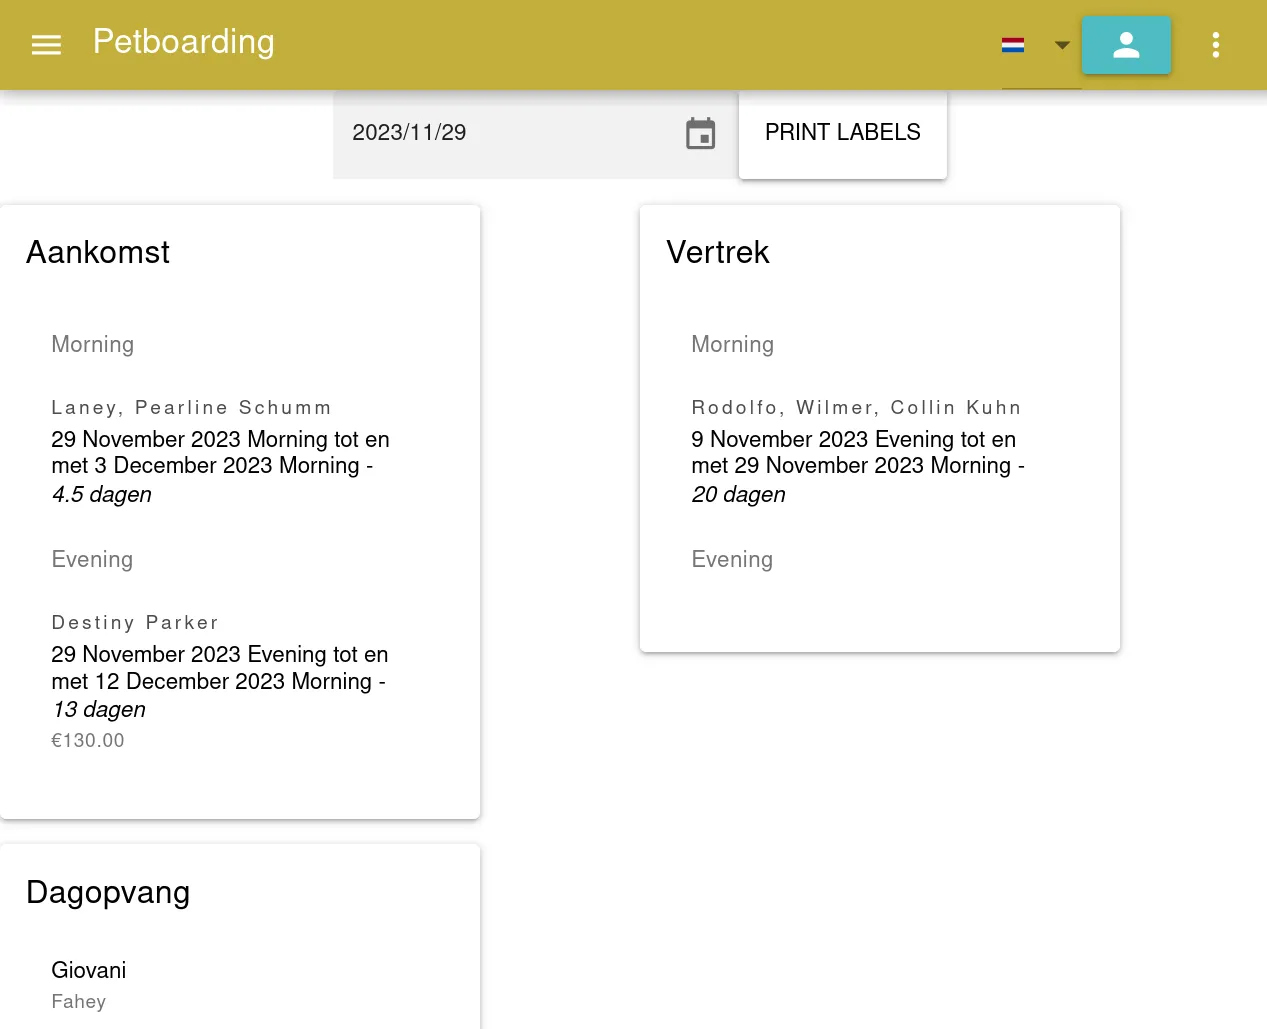 Petboarding
2023/11/29
PRINT LABELS
Aankomst
Morning
Laney, Pearline Schumm
29 November 2023 Morning tot en
met 3 December 2023 Morning -
4.5 dagen
Evening
Destiny Parker
29 November 2023 Evening tot en
met 12 December 2023 Morning -
13 dagen
€130.00
Vertrek
Morning
Rodolfo, Wilmer, Collin Kuhn
9 November 2023 Evening tot en
met 29 November 2023 Morning -
20 dagen
Evening
Dagopvang
Giovani
Fahey